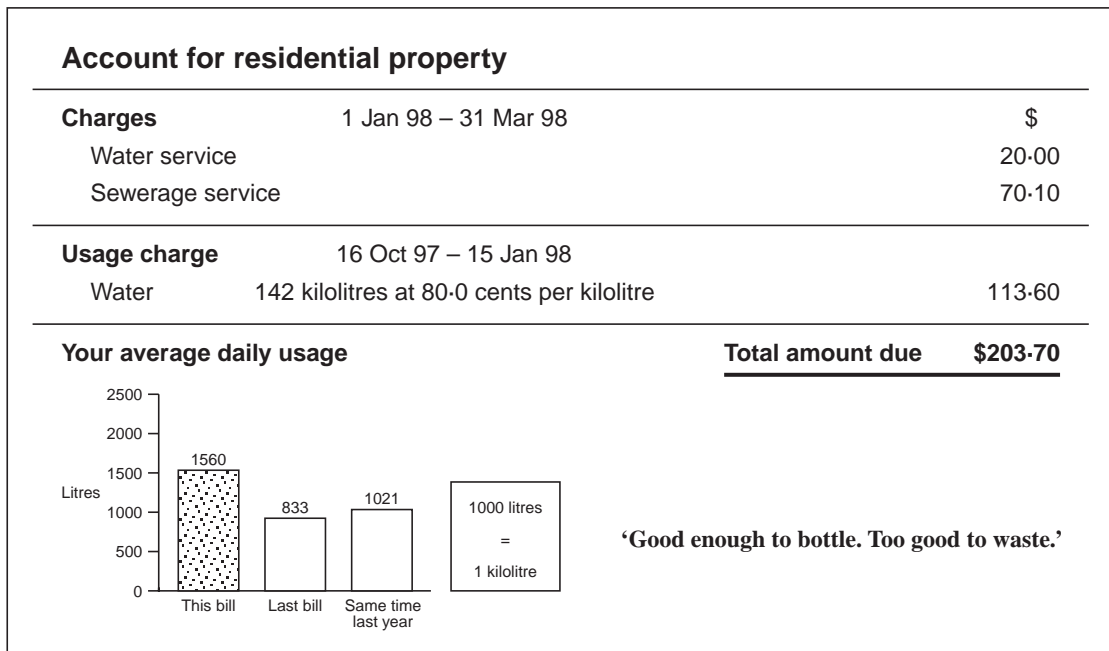 Account for residential property
Charges 1 Jan 98 – 31 Mar 98 $
Water service 20·00
Sewerage service 70·10
Usage charge 16 Oct 97 – 15 Jan 98
Water 142 kilolitres at 80·0 cents per kilolitre 113·60
Your average daily usage Total amount due $203·70
2500
2000
1500
1000
500
0
Litres
1560
833
1021
This bill
Last bill
Same time
last year
1000 litres
=
1 kilolitre
‘Good enough to bottle. Too good to waste.’